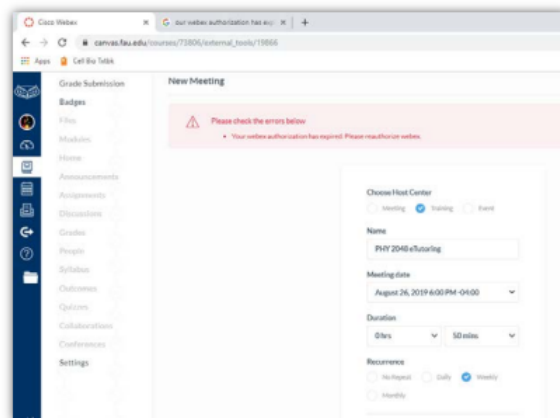 Cisco Webex
our webex authorization has exp
canvas.fau.edu/courses/73806/external_tools/19866
Apps
Cell Bio Tstbk
Grade Submission
Badges
Files
Modules
Home
Announcements
Assignments
Discussions
Grades
People
Syllabus
Outcomes
Quizzes
Collaborations
Conferences
Settings
New Meeting
Please check the errors below
Your webex authorization has expired. Please reauthorize webex.
Choose Host Center
Meeting Training Event
Name
PHY 2048 eTutoring
Meeting date
August 26, 2019 6:00 PM -04:00
Duration
0 hrs 50 mins
Recurrence
No Repeat Daily Weekly
Monthly